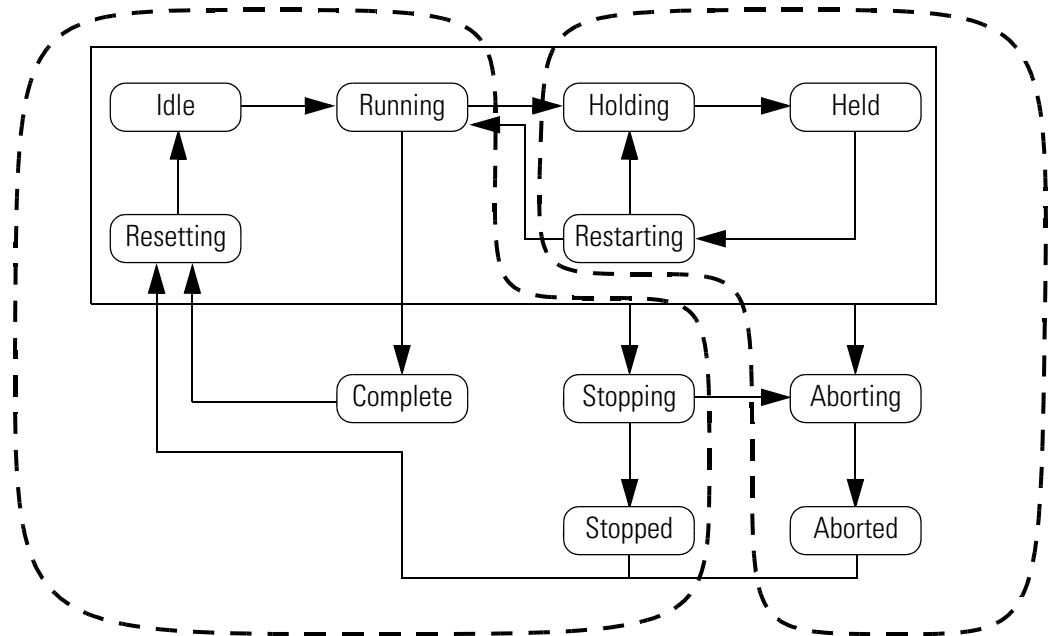 Idle
Running
Holding
Held
Resetting
Restarting
Complete
Stopping
Aborting
Stopped
Aborted